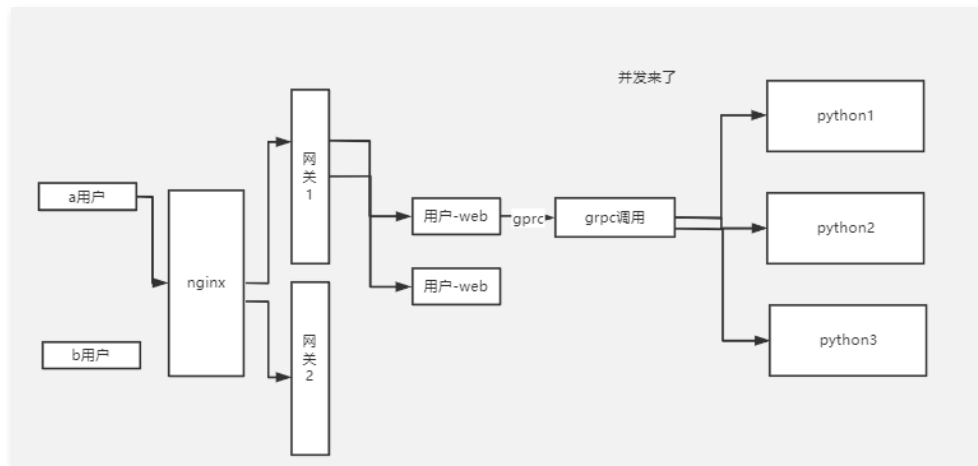 并发来了
a用户
b用户
nginx
网
关
1
网
关
2
用户-web
用户-web
gprc
grpc调用
python1
python2
python3